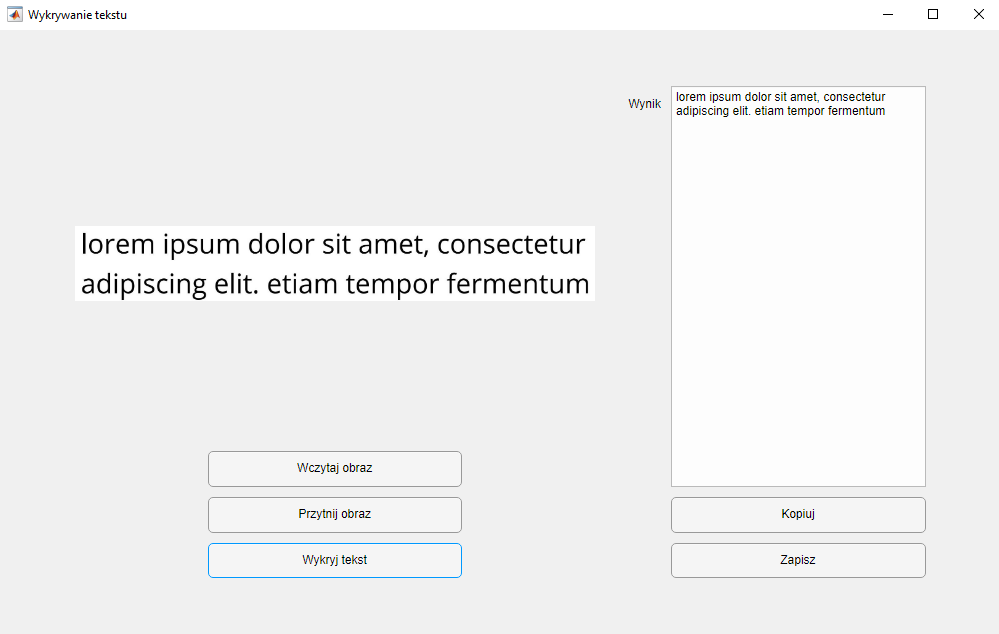 Wykrywanie tekstu
Wynik
lorem ipsum dolor sit amet, consectetur
adipiscing elit. etiam tempor fermentum
lorem ipsum dolor sit amet, consectetur
adipiscing elit. etiam tempor fermentum
Wczytaj obraz
Przytnij obraz
Wykryj tekst
Kopiuj
Zapisz